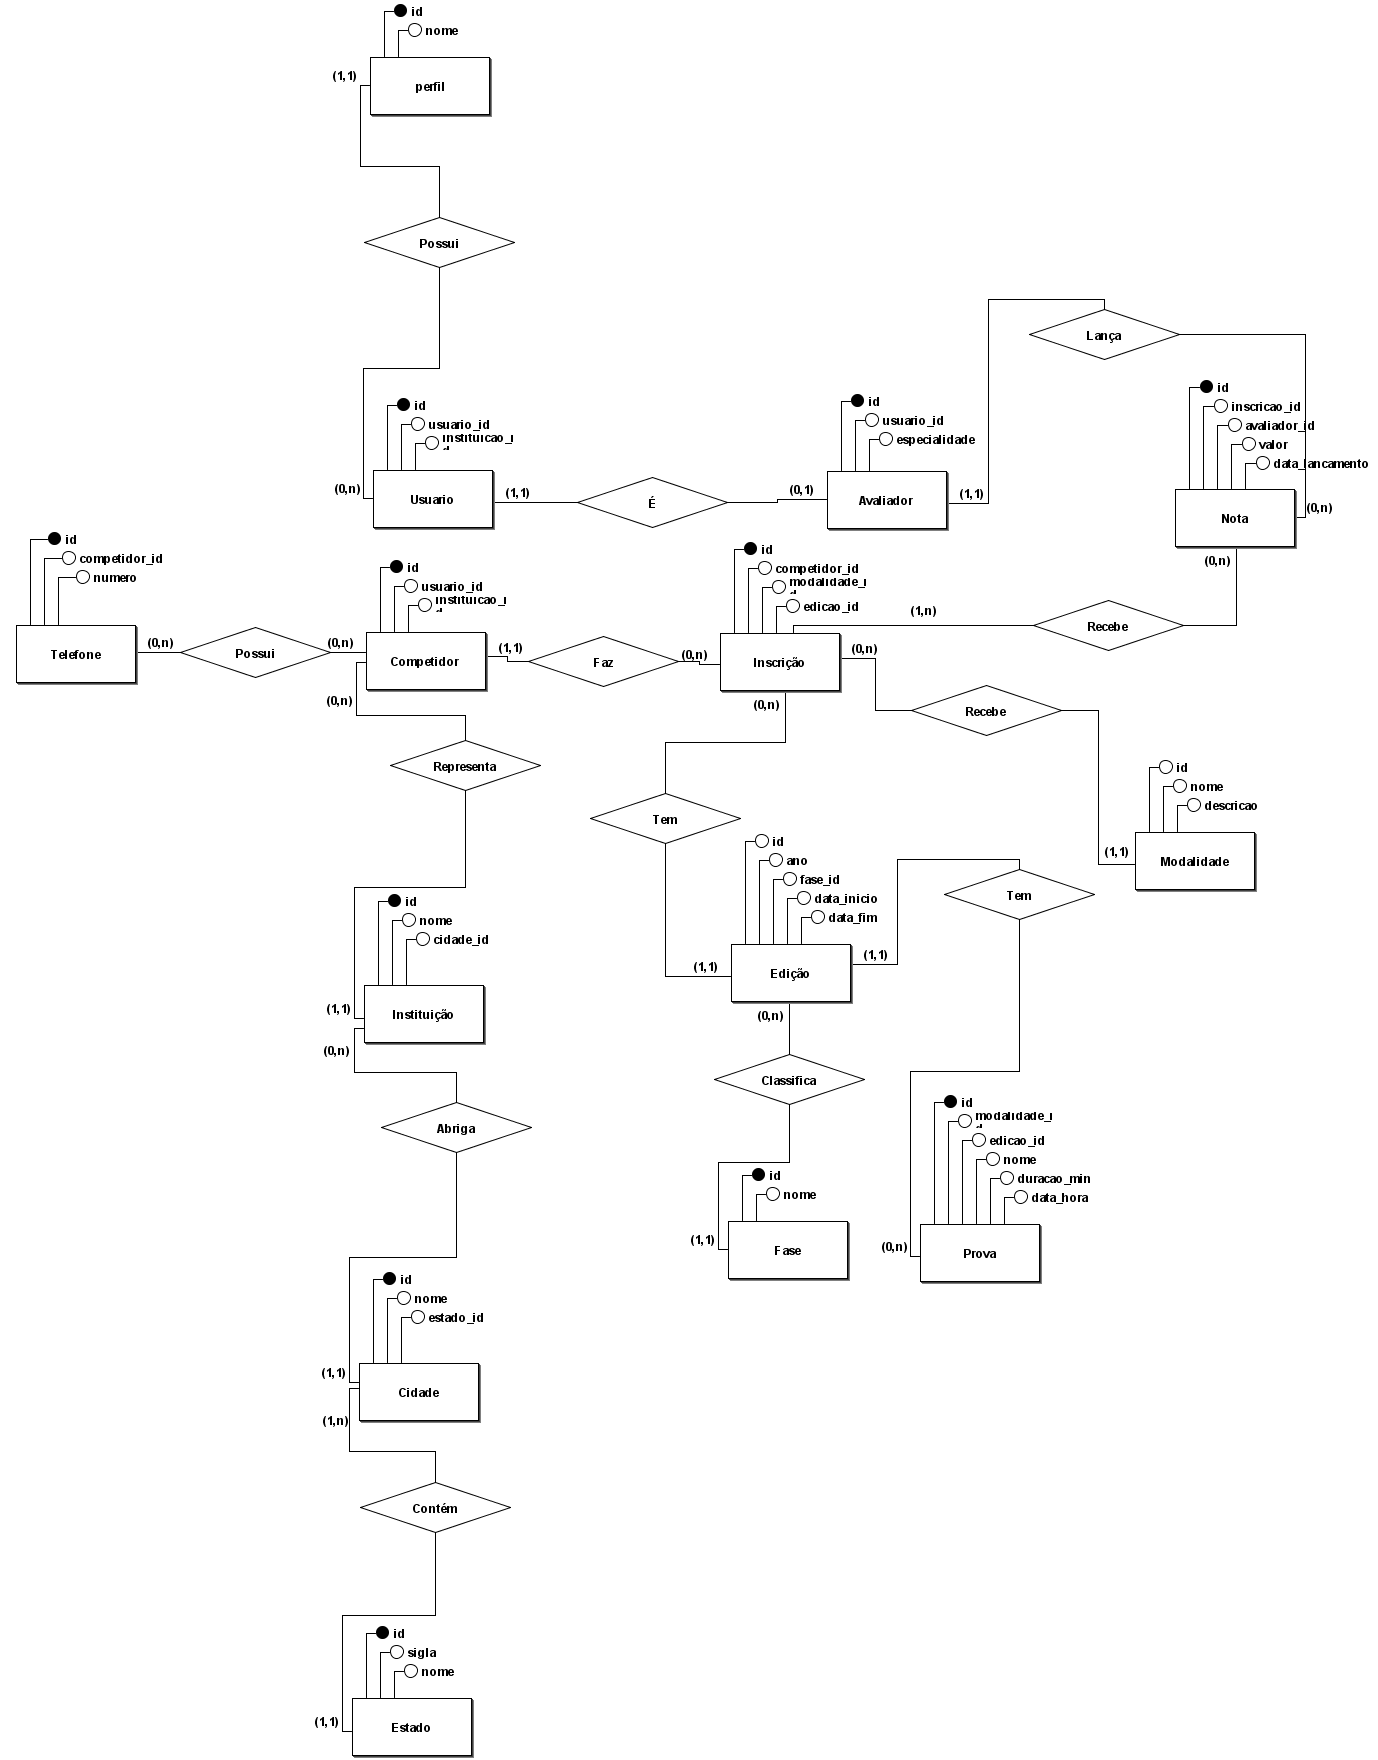 id
nome
(1,1)
perfil
Possui
Lança
id
usuario_id
(0,n)
Usuario
(1,1)
É
(0,1)
id
usuario_id
especialidade
Avaliador
(1,1)
id
inscricao_id
avaliador_id
valor
data_lancamento
Nota
(0,n)
(0,n)
id
competidor_id
numero
Telefone
(0,n)
Possui
(0,n)
id
usuario_id
Competidor
(1,1)
Faz
(0,n)
id
competidor_id
edicao_id
Inscrição
(1,n)
Recebe
(0,n)
Recebe
(0,n)
(0,n)
Representa
Tem
id
nome
descricao
(1,1)
Modalidade
id
ano
fase_id
data_inicio
data_fim
(1,1)
Edição
(1,1)
Tem
id
nome
cidade_id
(1,1)
Instituição
(0,n)
(0,n)
Classifica
Abriga
id
edicao_id
nome
duracao_min
data_hora
(0,n)
Prova
id
nome
(1,1)
Fase
id
nome
estado_id
(1,1)
Cidade
(1,n)
Contém
id
sigla
nome
(1,1)
Estado